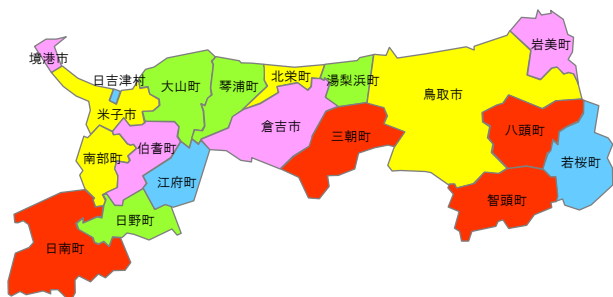 岩美町
境港市
日吉津村
北栄町
大山町
琴浦町
湯梨浜町
鳥取市
米子市
倉吉市
三朝町
八頭町
南部町
伯耆町
若桜町
江府町
智頭町
日野町
日南町